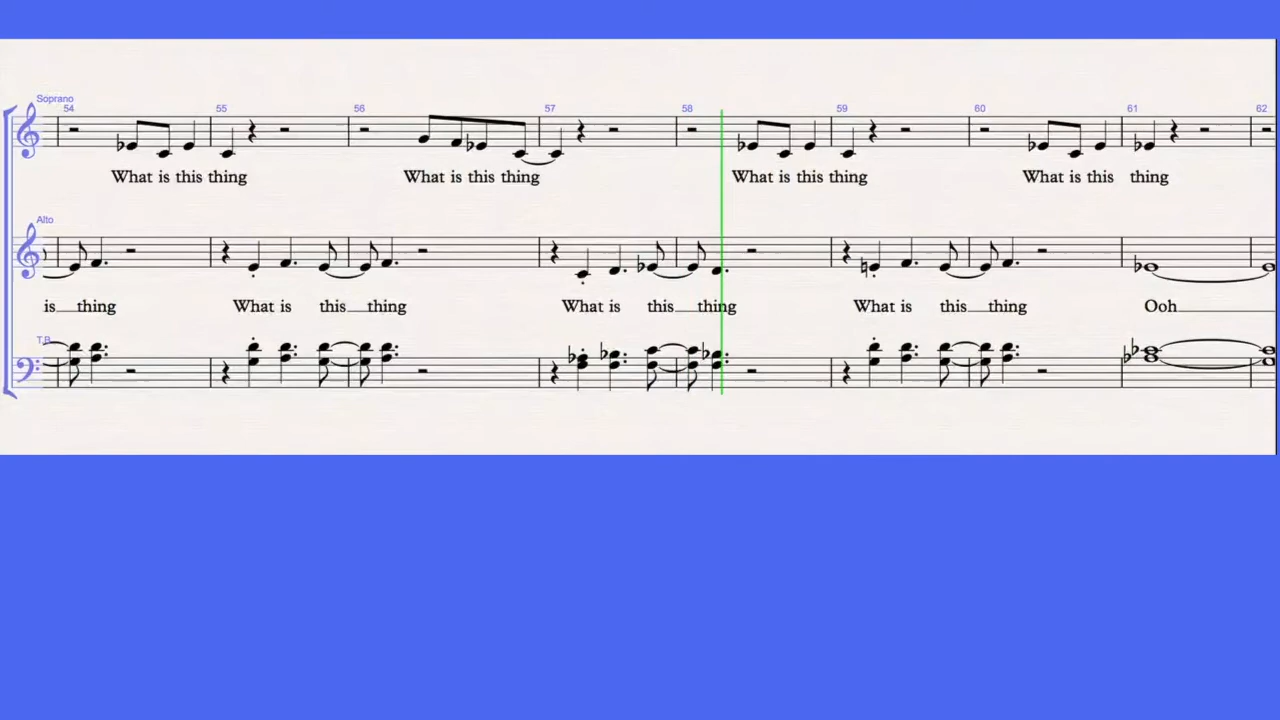 Soprano
54 55 56 57 58 59 60 61 62
What is this thing What is this thing What is this thing What is this thing
Alto
is thing What is this thing What is this thing What is this thing Ooh
T.B.